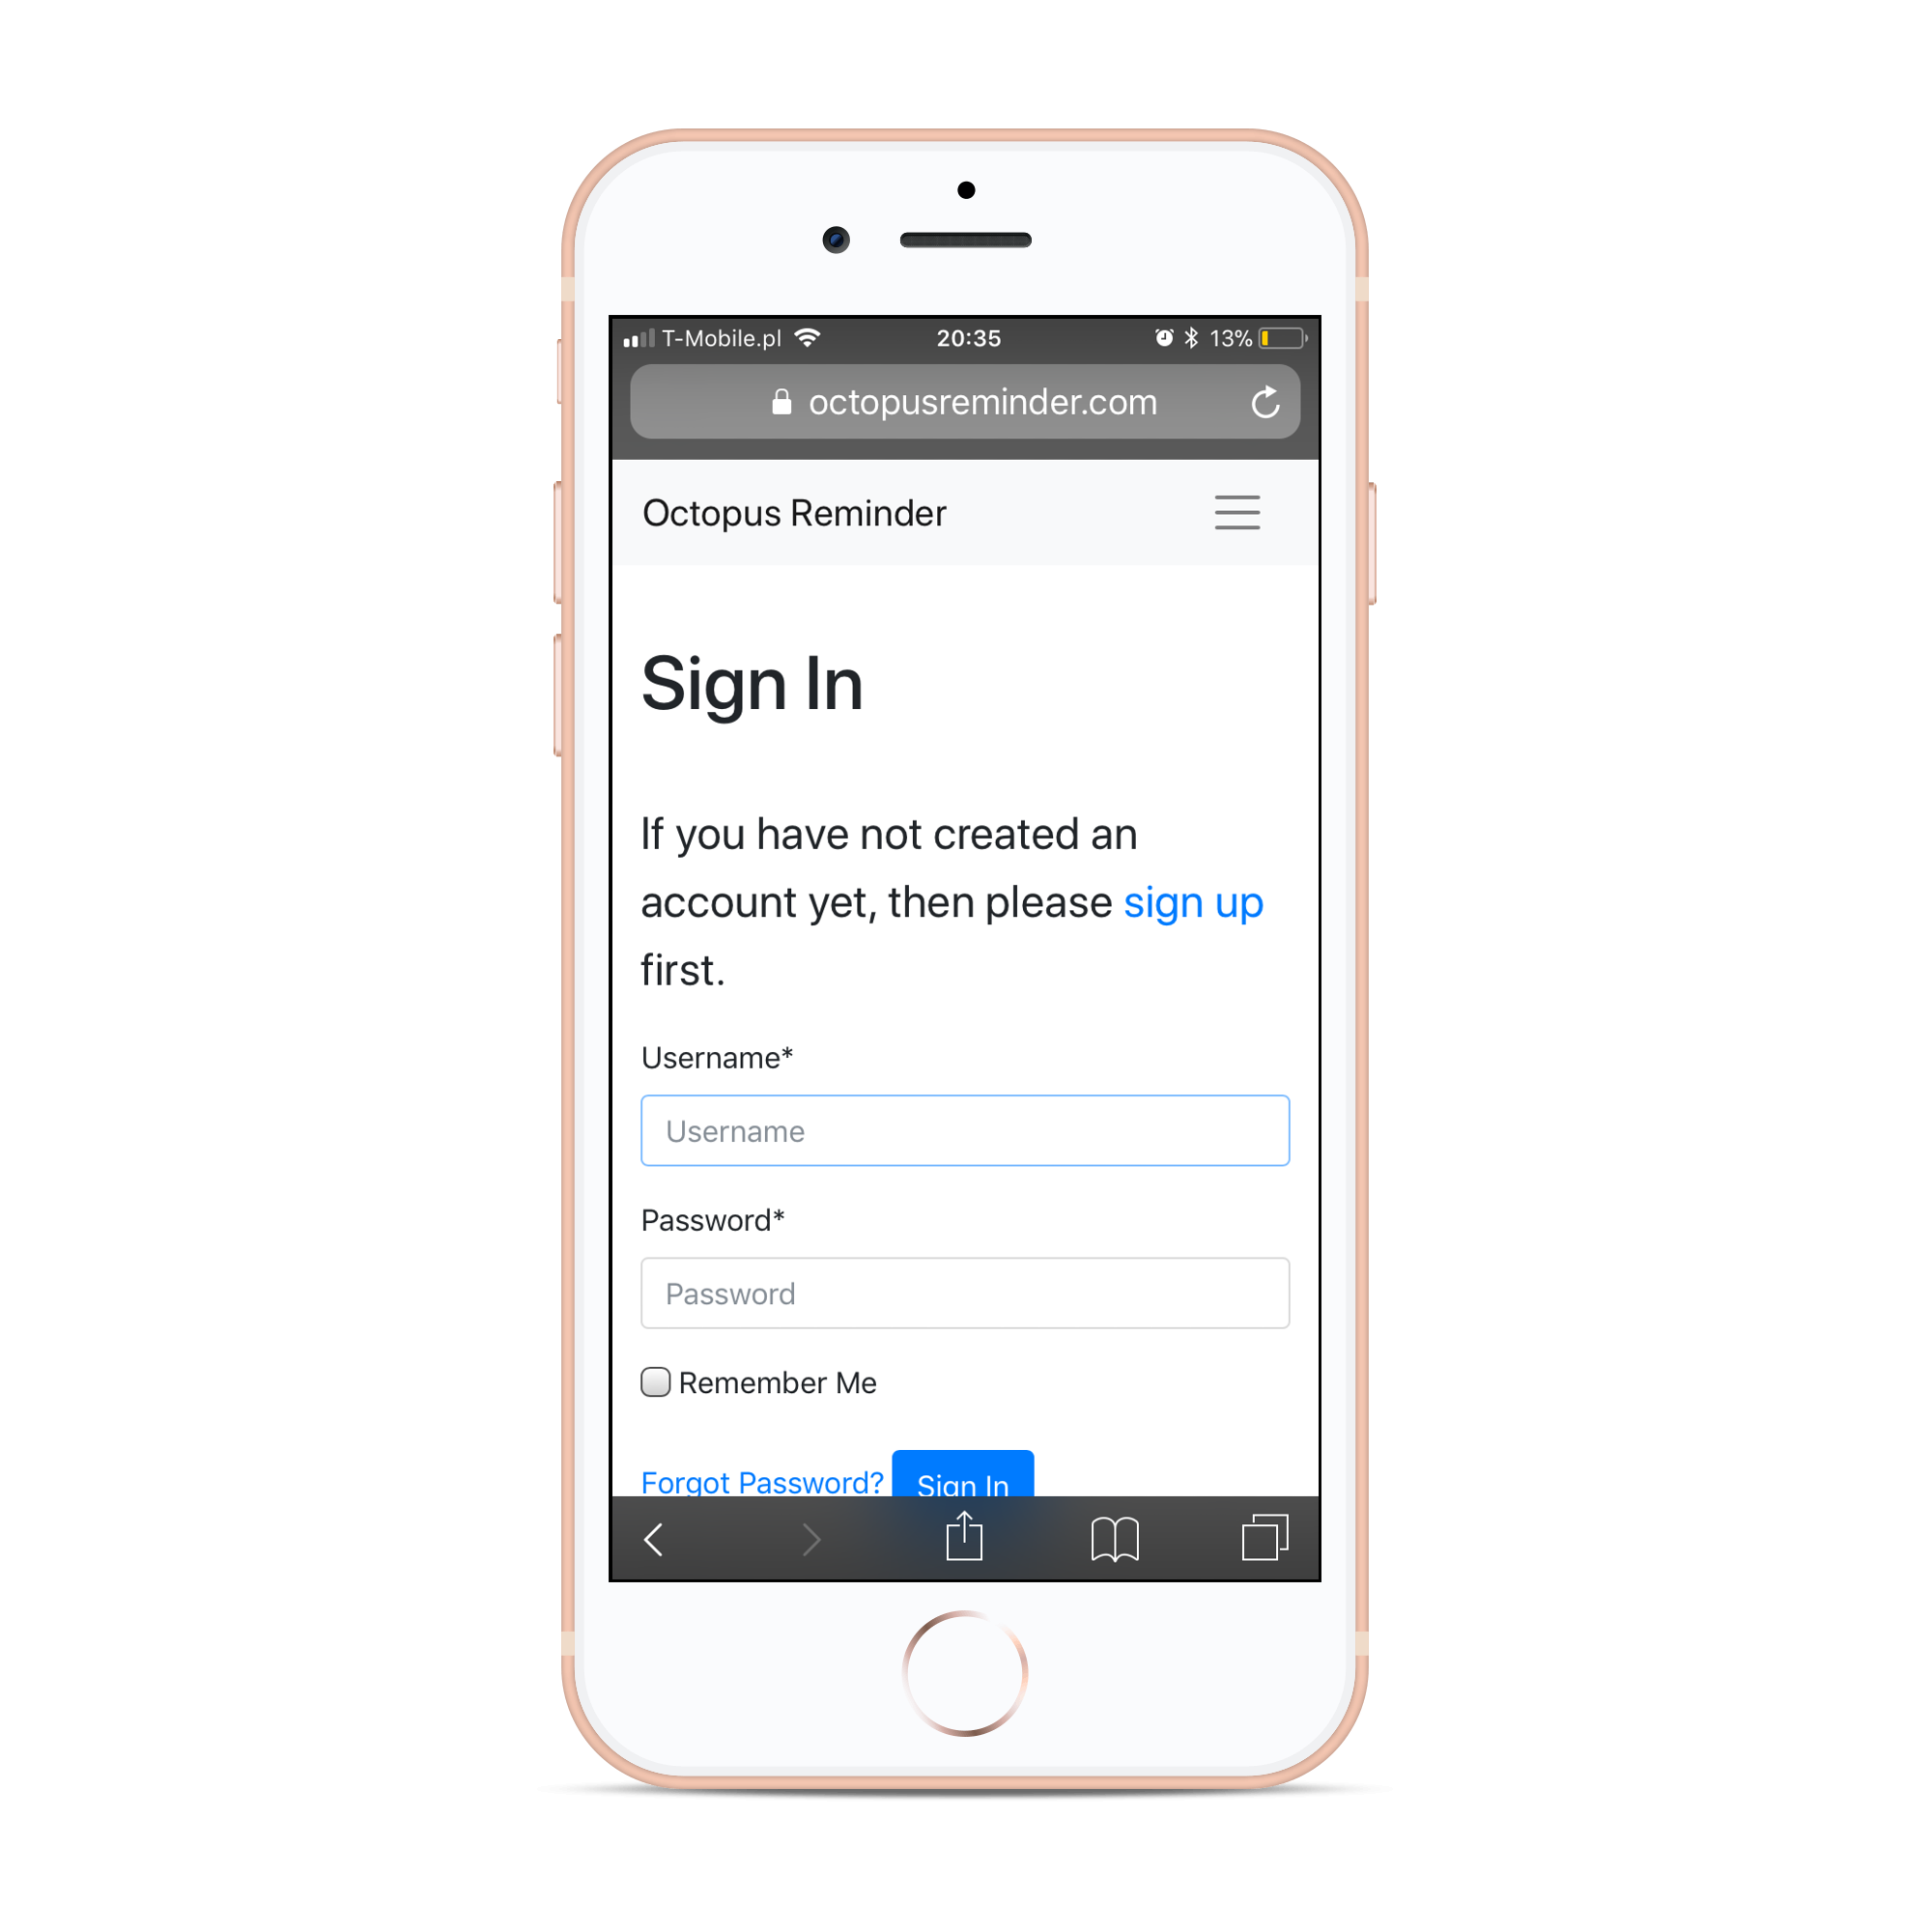 T-Mobile.pl 20:35 13%
octopusreminder.com
Octopus Reminder
Sign In
If you have not created an
account yet, then please sign up
first.
Username*
Username
Password*
Password
Remember Me
Forgot Password? Sign In